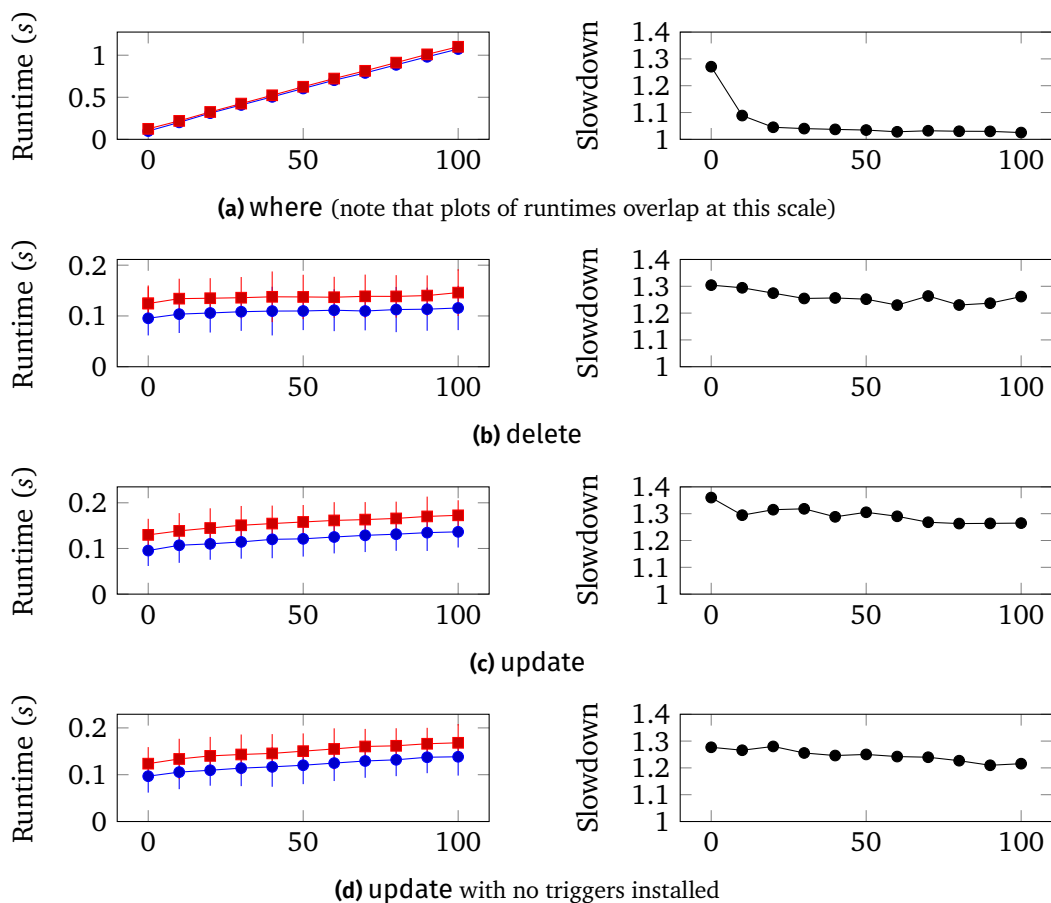 Runtime (s)
1
0.5
0
0 50 100
Slowdown
1.4
1.3
1.2
1.1
1
0 50 100
(a) where (note that plots of runtimes overlap at this scale)
Runtime (s)
0.2
0.1
0
0 50 100
Slowdown
1.4
1.3
1.2
1.1
1
0 50 100
(b) delete
Runtime (s)
0.2
0.1
0
0 50 100
Slowdown
1.4
1.3
1.2
1.1
1
0 50 100
(c) update
Runtime (s)
0.2
0.1
0
0 50 100
Slowdown
1.4
1.3
1.2
1.1
1
0 50 100
(d) update with no triggers installed